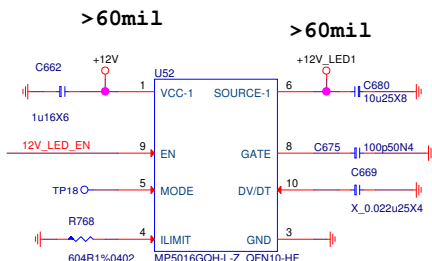 >60mil
>60mil
+12V
+12V_LED1
C662
U52
1
VCC-1
SOURCE-1
6
C680
10u25X8
1u16X6
12V_LED_EN
9
EN
GATE
8
C675
100p50N4
C669
TP18
5
MODE
DV/DT
10
X_0.022u25X4
R768
4
ILIMIT
GND
3
604R1%0402
MP5016GQH-L-Z_QFN10-HF